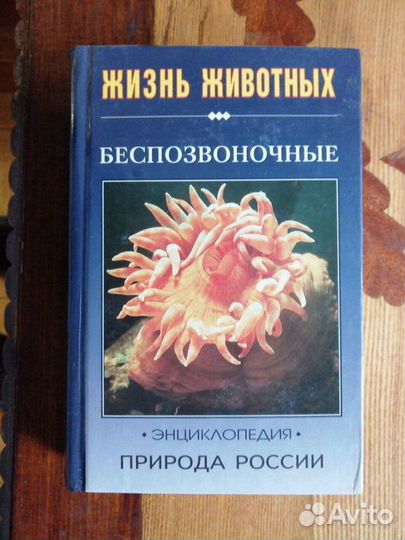 ЖИЗНЬ ЖИВОТНЫХ
БЕСПОЗВОНОЧНЫЕ
ЭНЦИКЛОПЕДИЯ
ПРИРОДА РОССИИ
Avito